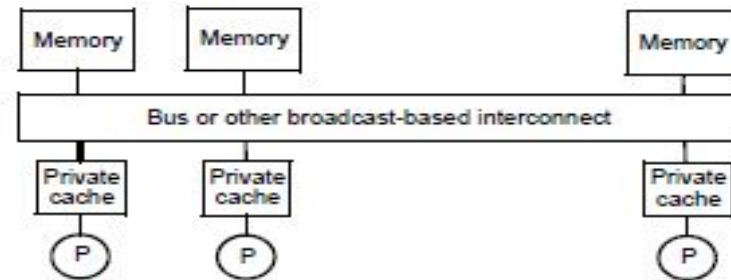 Memory
Memory
Memory
Bus or other broadcast-based interconnect
Private
cache
Private
cache
Private
cache
P
P
P